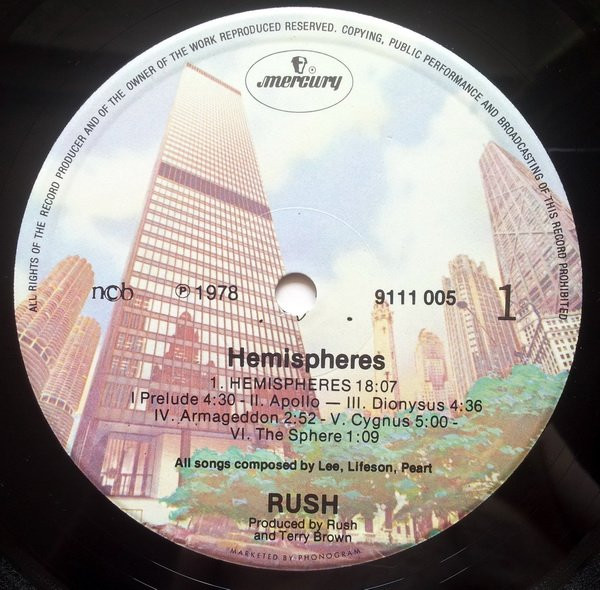 ALL RIGHTS OF THE RECORD PRODUCER AND OF THE OWNER OF THE WORK REPRODUCED RESERVED. COPYING, PUBLIC PERFORMANCE AND BROADCASTING OF THIS RECORD PROHIBITED.
mercury
ncb
Ⓟ 1978
9111 005
1
Hemispheres
1. HEMISPHERES 18:07
I Prelude 4:30 - II. Apollo — III. Dionysus 4:36
IV. Armageddon 2:52 - V. Cygnus 5:00 -
VI. The Sphere 1:09
All songs composed by Lee, Lifeson, Peart
RUSH
Produced by Rush
and Terry Brown
"MARKETED BY PHONOGRAM"